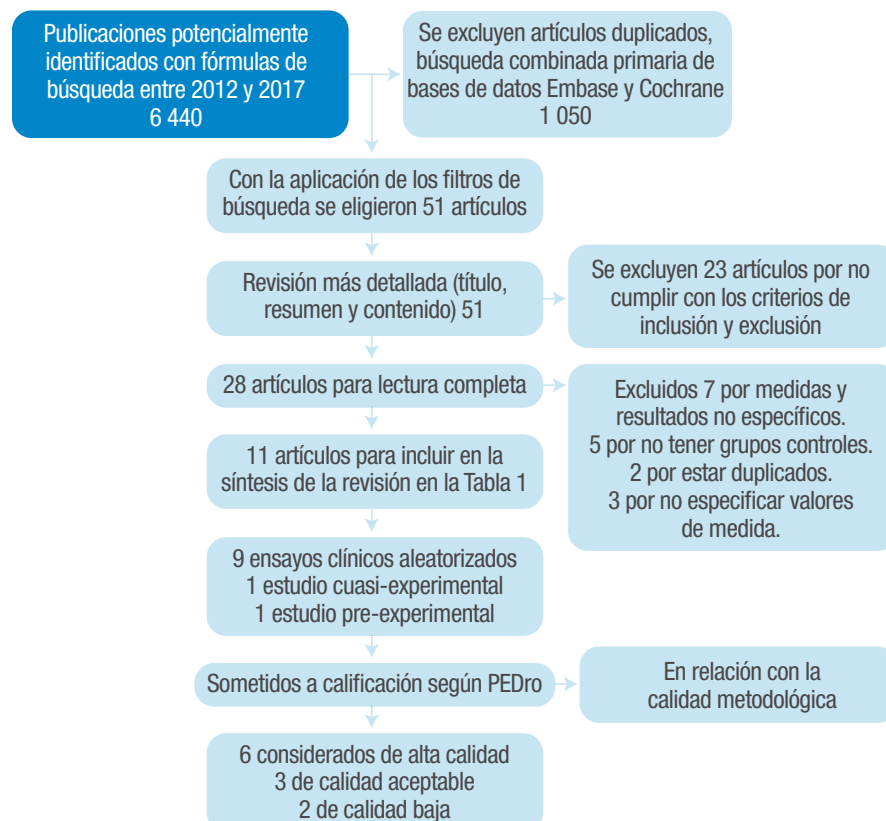 Publicaciones potencialmente
identificados con fórmulas de
búsqueda entre 2012 y 2017
6 440
Se excluyen artículos duplicados,
búsqueda combinada primaria de
bases de datos Embase y Cochrane
1 050
Con la aplicación de los filtros de
búsqueda se eligieron 51 artículos
Revisión más detallada (título,
resumen y contenido) 51
Se excluyen 23 artículos por no
cumplir con los criterios de
inclusión y exclusión
28 artículos para lectura completa
Excluidos 7 por medidas y
resultados no específicos.
5 por no tener grupos controles.
2 por estar duplicados.
3 por no especificar valores
de medida.
11 artículos para incluir en la
síntesis de la revisión en la Tabla 1
9 ensayos clínicos aleatorizados
1 estudio cuasi-experimental
1 estudio pre-experimental
Sometidos a calificación según PEDro
En relación con la
calidad metodológica
6 considerados de alta calidad
3 de calidad aceptable
2 de calidad baja